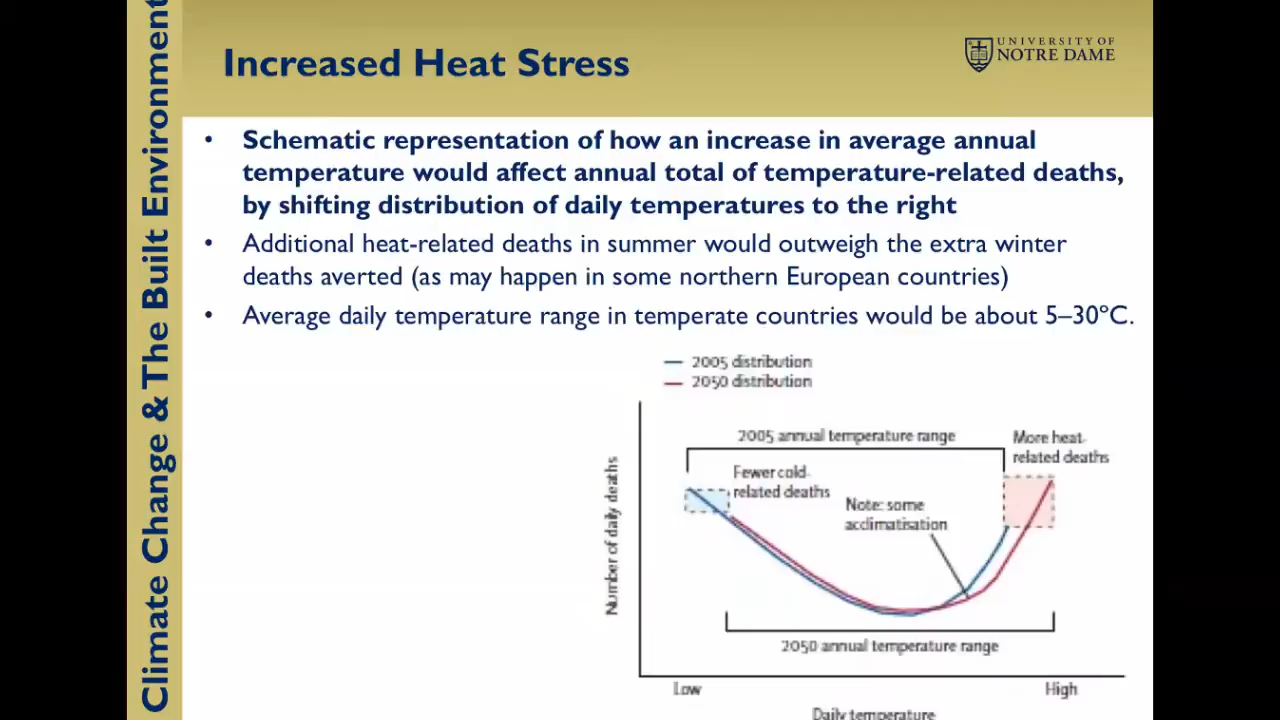 Climate Change & The Built Environment
Increased Heat Stress
UNIVERSITY OF
NOTRE DAME
• Schematic representation of how an increase in average annual
temperature would affect annual total of temperature-related deaths,
by shifting distribution of daily temperatures to the right
• Additional heat-related deaths in summer would outweigh the extra winter
deaths averted (as may happen in some northern European countries)
• Average daily temperature range in temperate countries would be about 5–30°C.
2005 distribution
2050 distribution
2005 annual temperature range
More heat-
related deaths
Fewer cold-
related deaths
Note: some
acclimatisation
Number of daily deaths
2050 annual temperature range
Low
High
Daily temperature